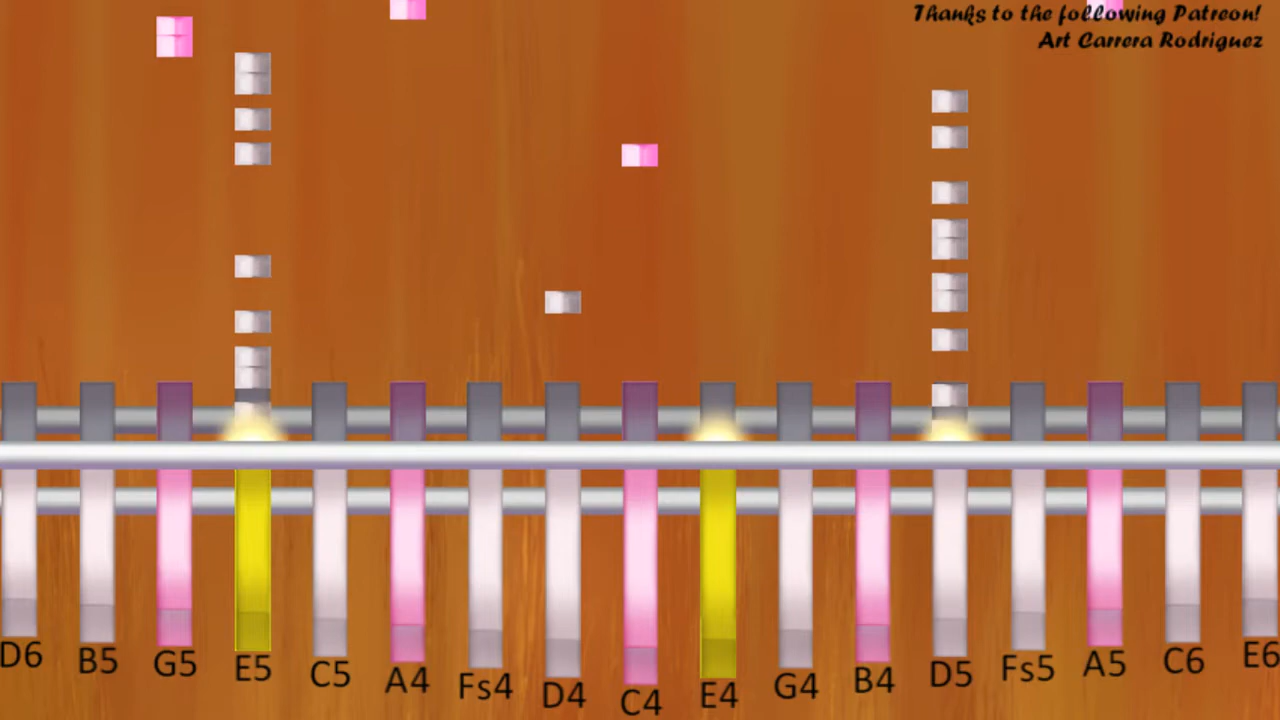 Thanks to the following Patreon!
Art Carrera Rodriguez
D6 B5 G5 E5 C5 A4 Fs4 D4 C4 E4 G4 B4 D5 Fs5 A5 C6 E6